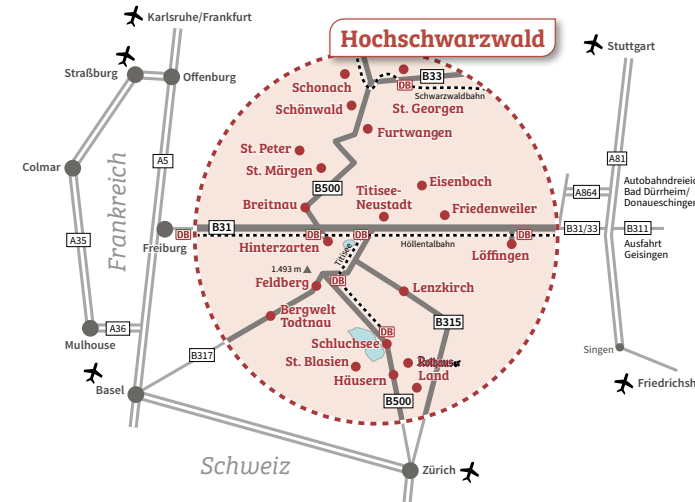 Karlsruhe/Frankfurt
Hochschwarzwald
Stuttgart
Straßburg
Offenburg
Schonach
DB
B33
Schwarzwaldbahn
Schönwald
St. Georgen
Furtwangen
Colmar
Frankreich
A5
St. Peter
St. Märgen
B500
Eisenbach
A81
A864
Autobahndreieck
Bad Dürrheim/
Donaueschingen
Breitnau
Titisee-
Neustadt
Friedenweiler
A35
DB
Freiburg
B31
DB
DB
DB
B31/33
B311
Hinterzarten
Titisee
Höllentalbahn
Löffingen
Ausfahrt
Geisingen
1.493 m
Feldberg
DB
Lenzkirch
Bergwelt
Todtnau
B315
A36
Mulhouse
DB
Schluchsee
B317
St. Blasien
Rothaus
Land
Häusern
B500
Singen
Basel
Friedrichsh
Schweiz
Zürich